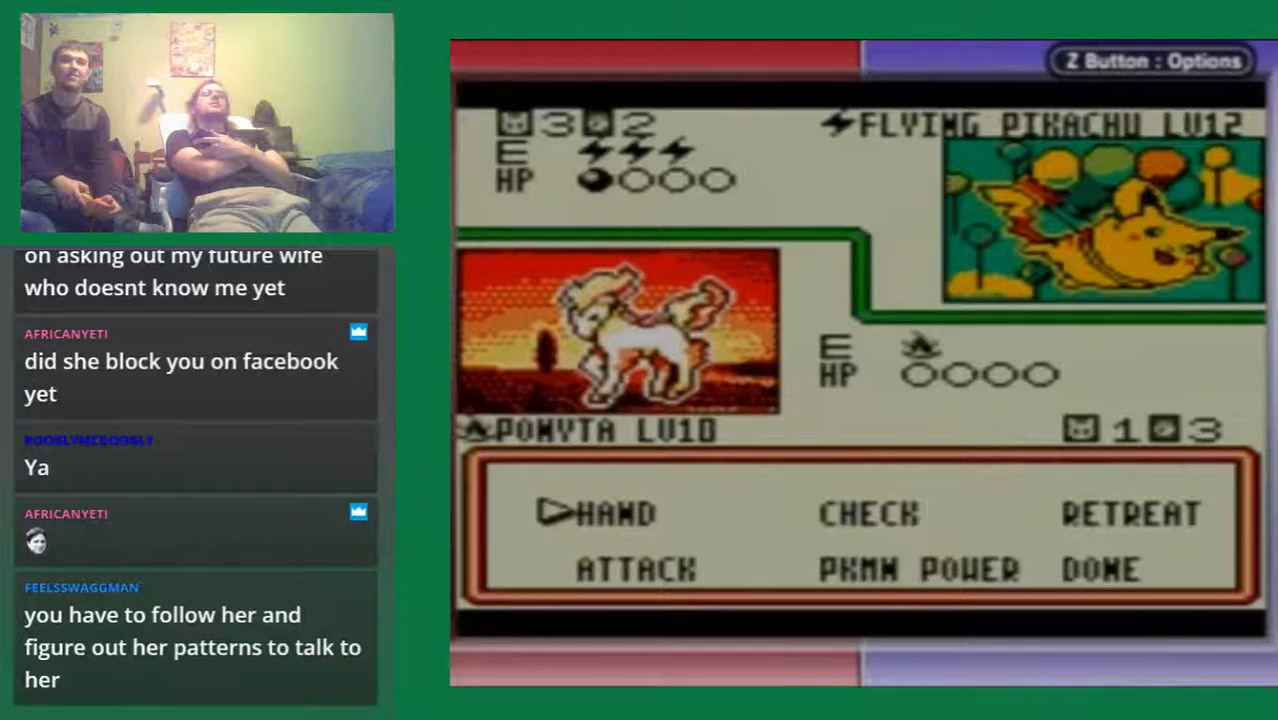 on asking out my future wife
who doesnt know me yet
AFRICANYETI
did she block you on facebook
yet
Ya
AFRICANYETI
FEELSSWAGGMAN
you have to follow her and
figure out her patterns to talk to
her
Z Button : Options
3 2
FLYING PIKACHU LV12
E
HP
E
HP
PONYTA LV10
1 3
HAND CHECK RETREAT
ATTACK PKMN POWER DONE